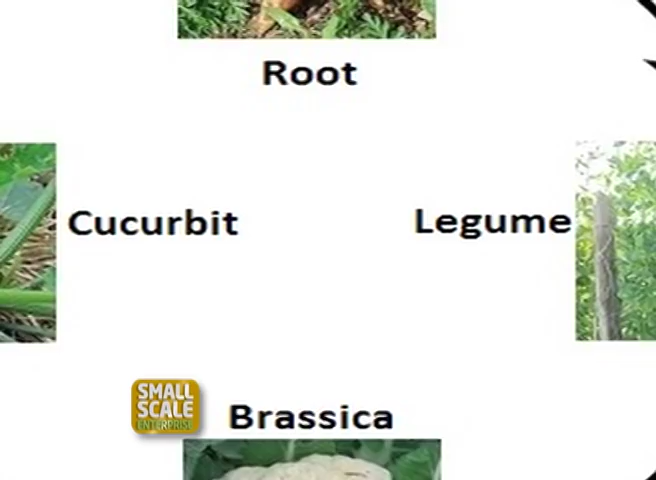 Root
Cucurbit
Legume
SMALL
SCALE
ENTERPRISE
Brassica